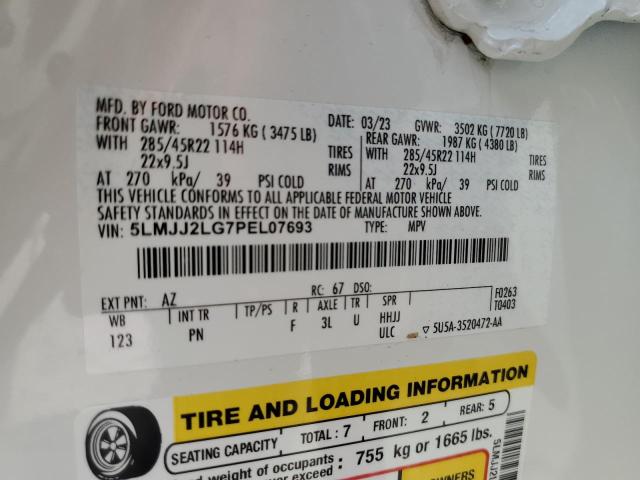 MFD. BY FORD MOTOR CO.
DATE: 03/23 GVWR: 3502 KG (7720 LB)
FRONT GAWR: 1576 KG (3475 LB) REAR GAWR: 1987 KG (4380 LB)
WITH 285/45R22 114H TIRES WITH 285/45R22 114H TIRES
22x9.5J RIMS 22x9.5J RIMS
AT 270 kPa/ 39 PSI COLD AT 270 kPa/ 39 PSI COLD
THIS VEHICLE CONFORMS TO ALL APPLICABLE FEDERAL MOTOR VEHICLE
SAFETY STANDARDS IN EFFECT ON THE DATE OF MANUFACTURE SHOWN ABOVE.
VIN: 5LMJJ2LG7PEL07693 TYPE: MPV
EXT PNT: AZ RC: 67 DSO: F0263
WB INT TR TP/PS R AXLE TR SPR T0403
123 PN F 3L U HHJJ
ULC ▽ 5U5A-3520472-AA
TIRE AND LOADING INFORMATION
SEATING CAPACITY TOTAL: 7 FRONT: 2 REAR: 5
weight of occupants 755 kg or 1665 lbs.
OWNERS